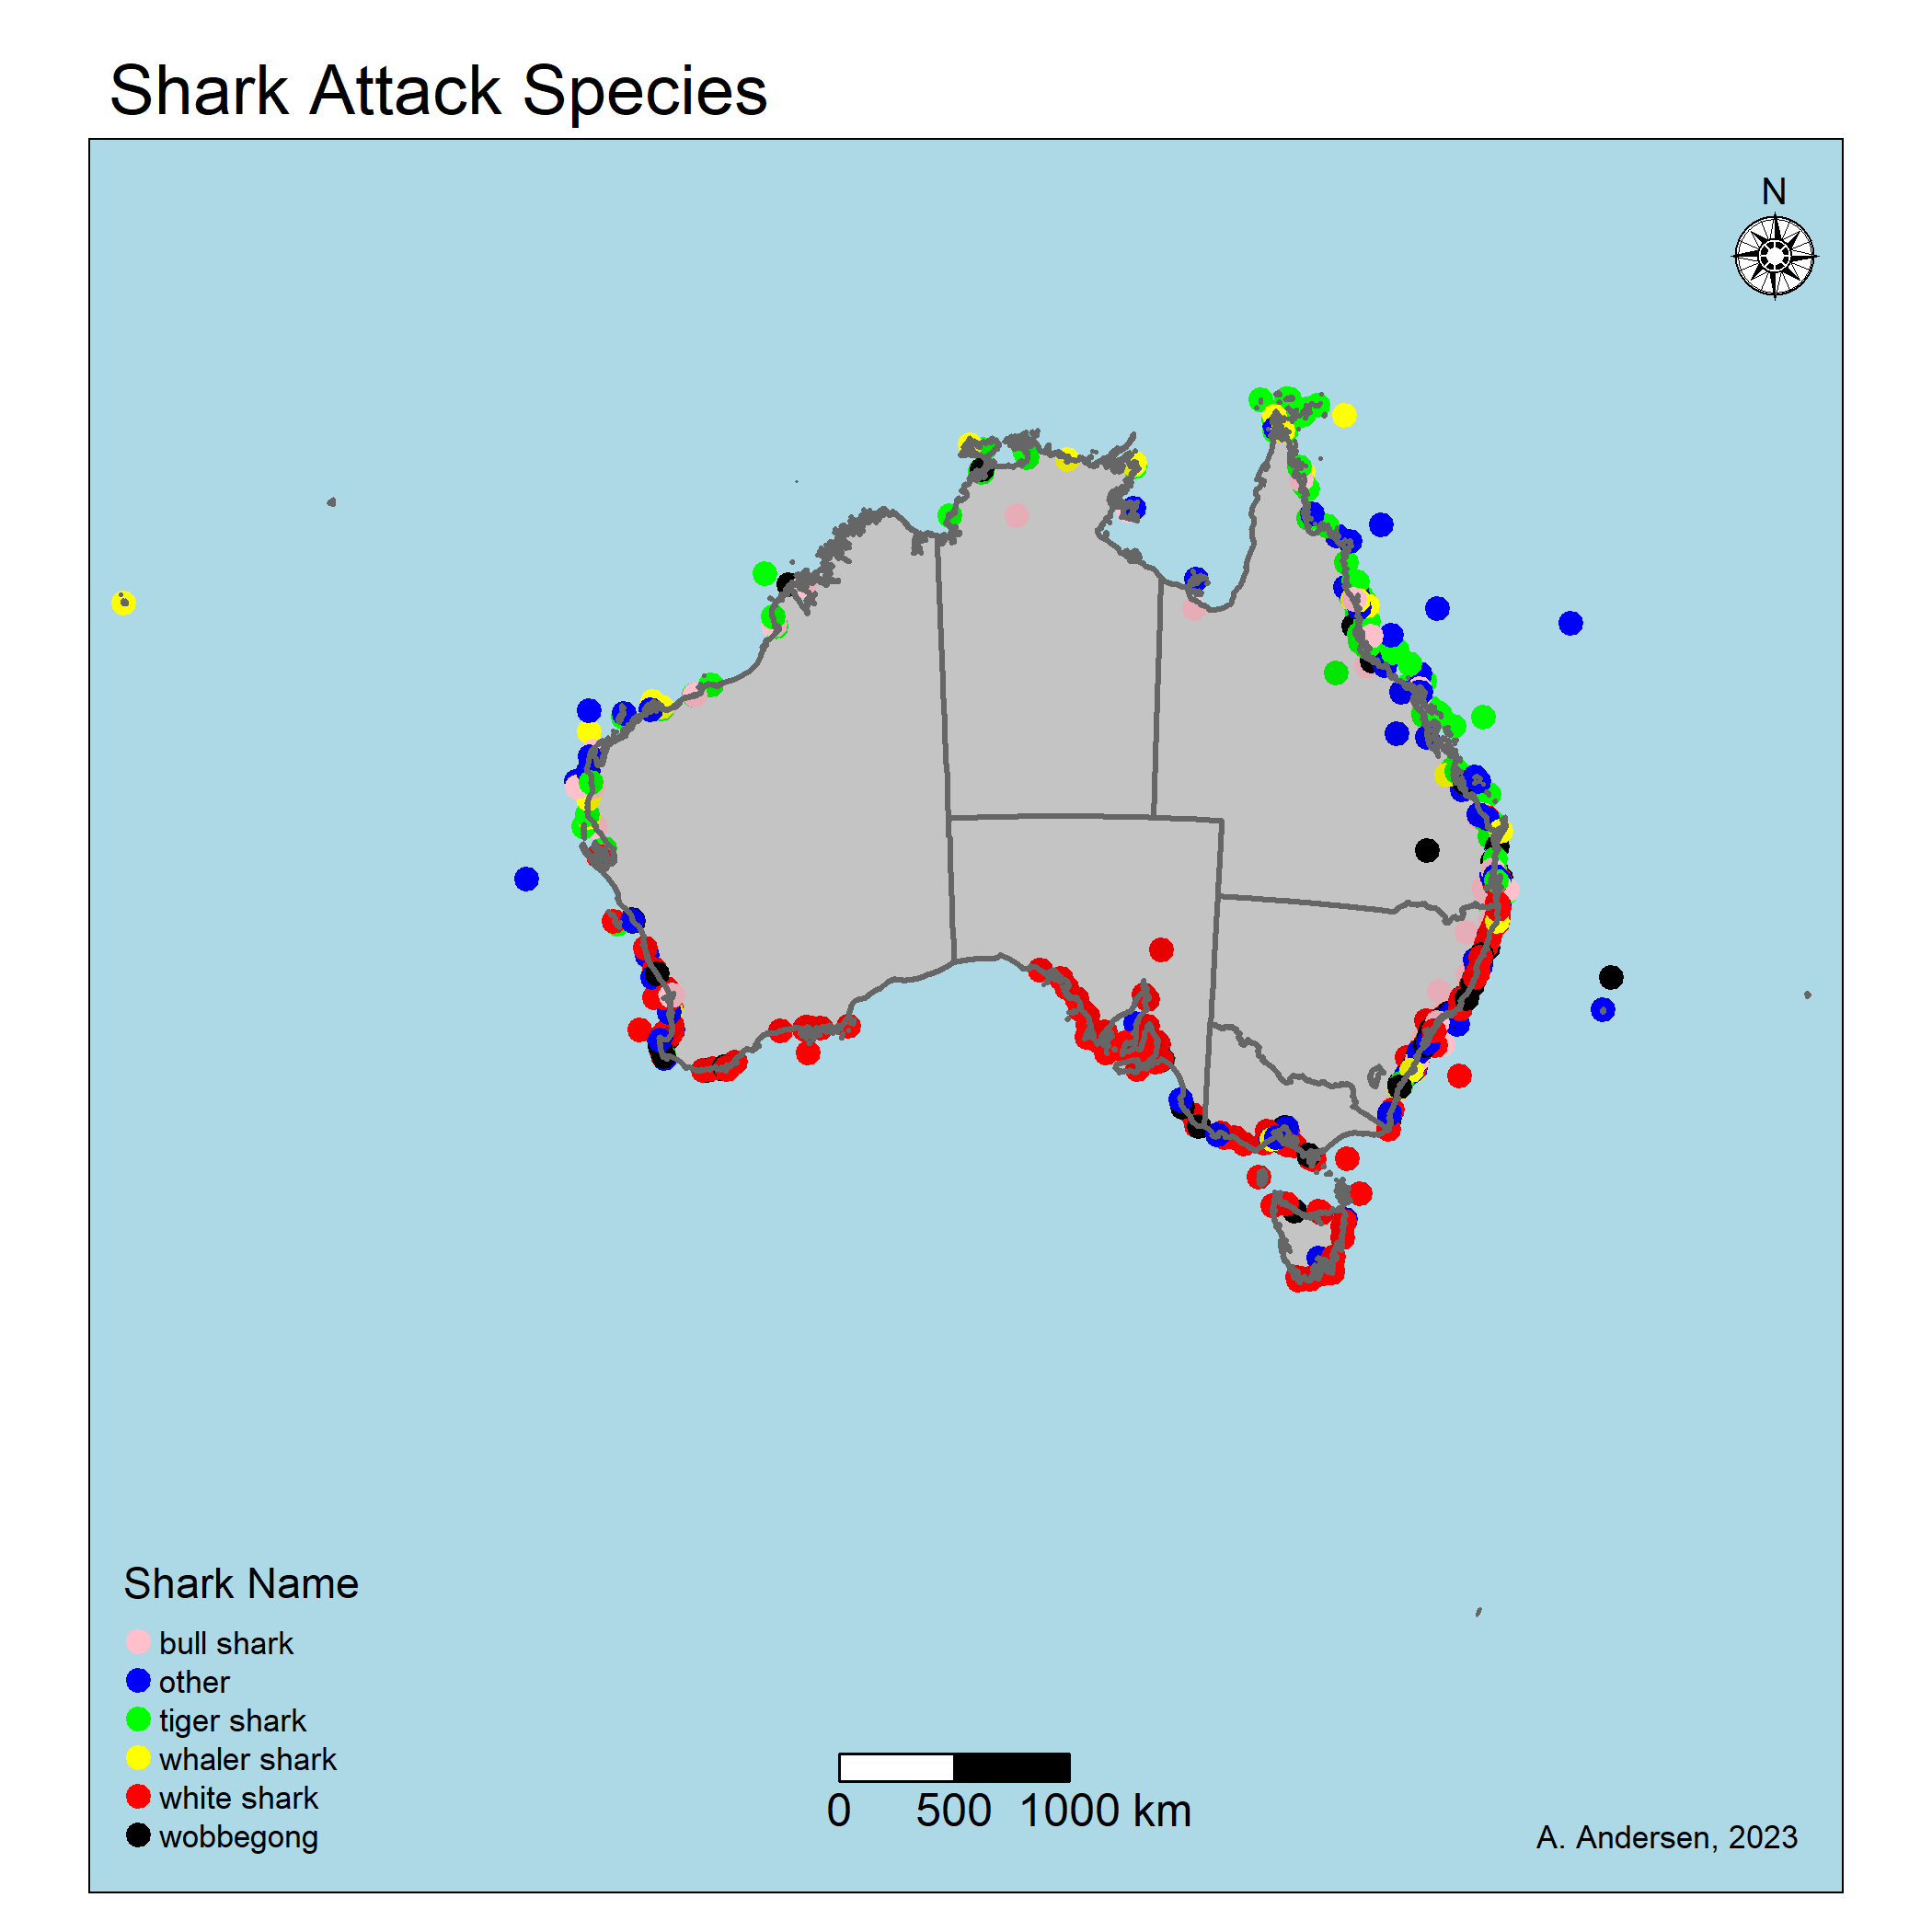 Shark Attack Species
N
Shark Name
bull shark
other
tiger shark
whaler shark
white shark
wobbegong
0 500 1000 km
A. Andersen, 2023